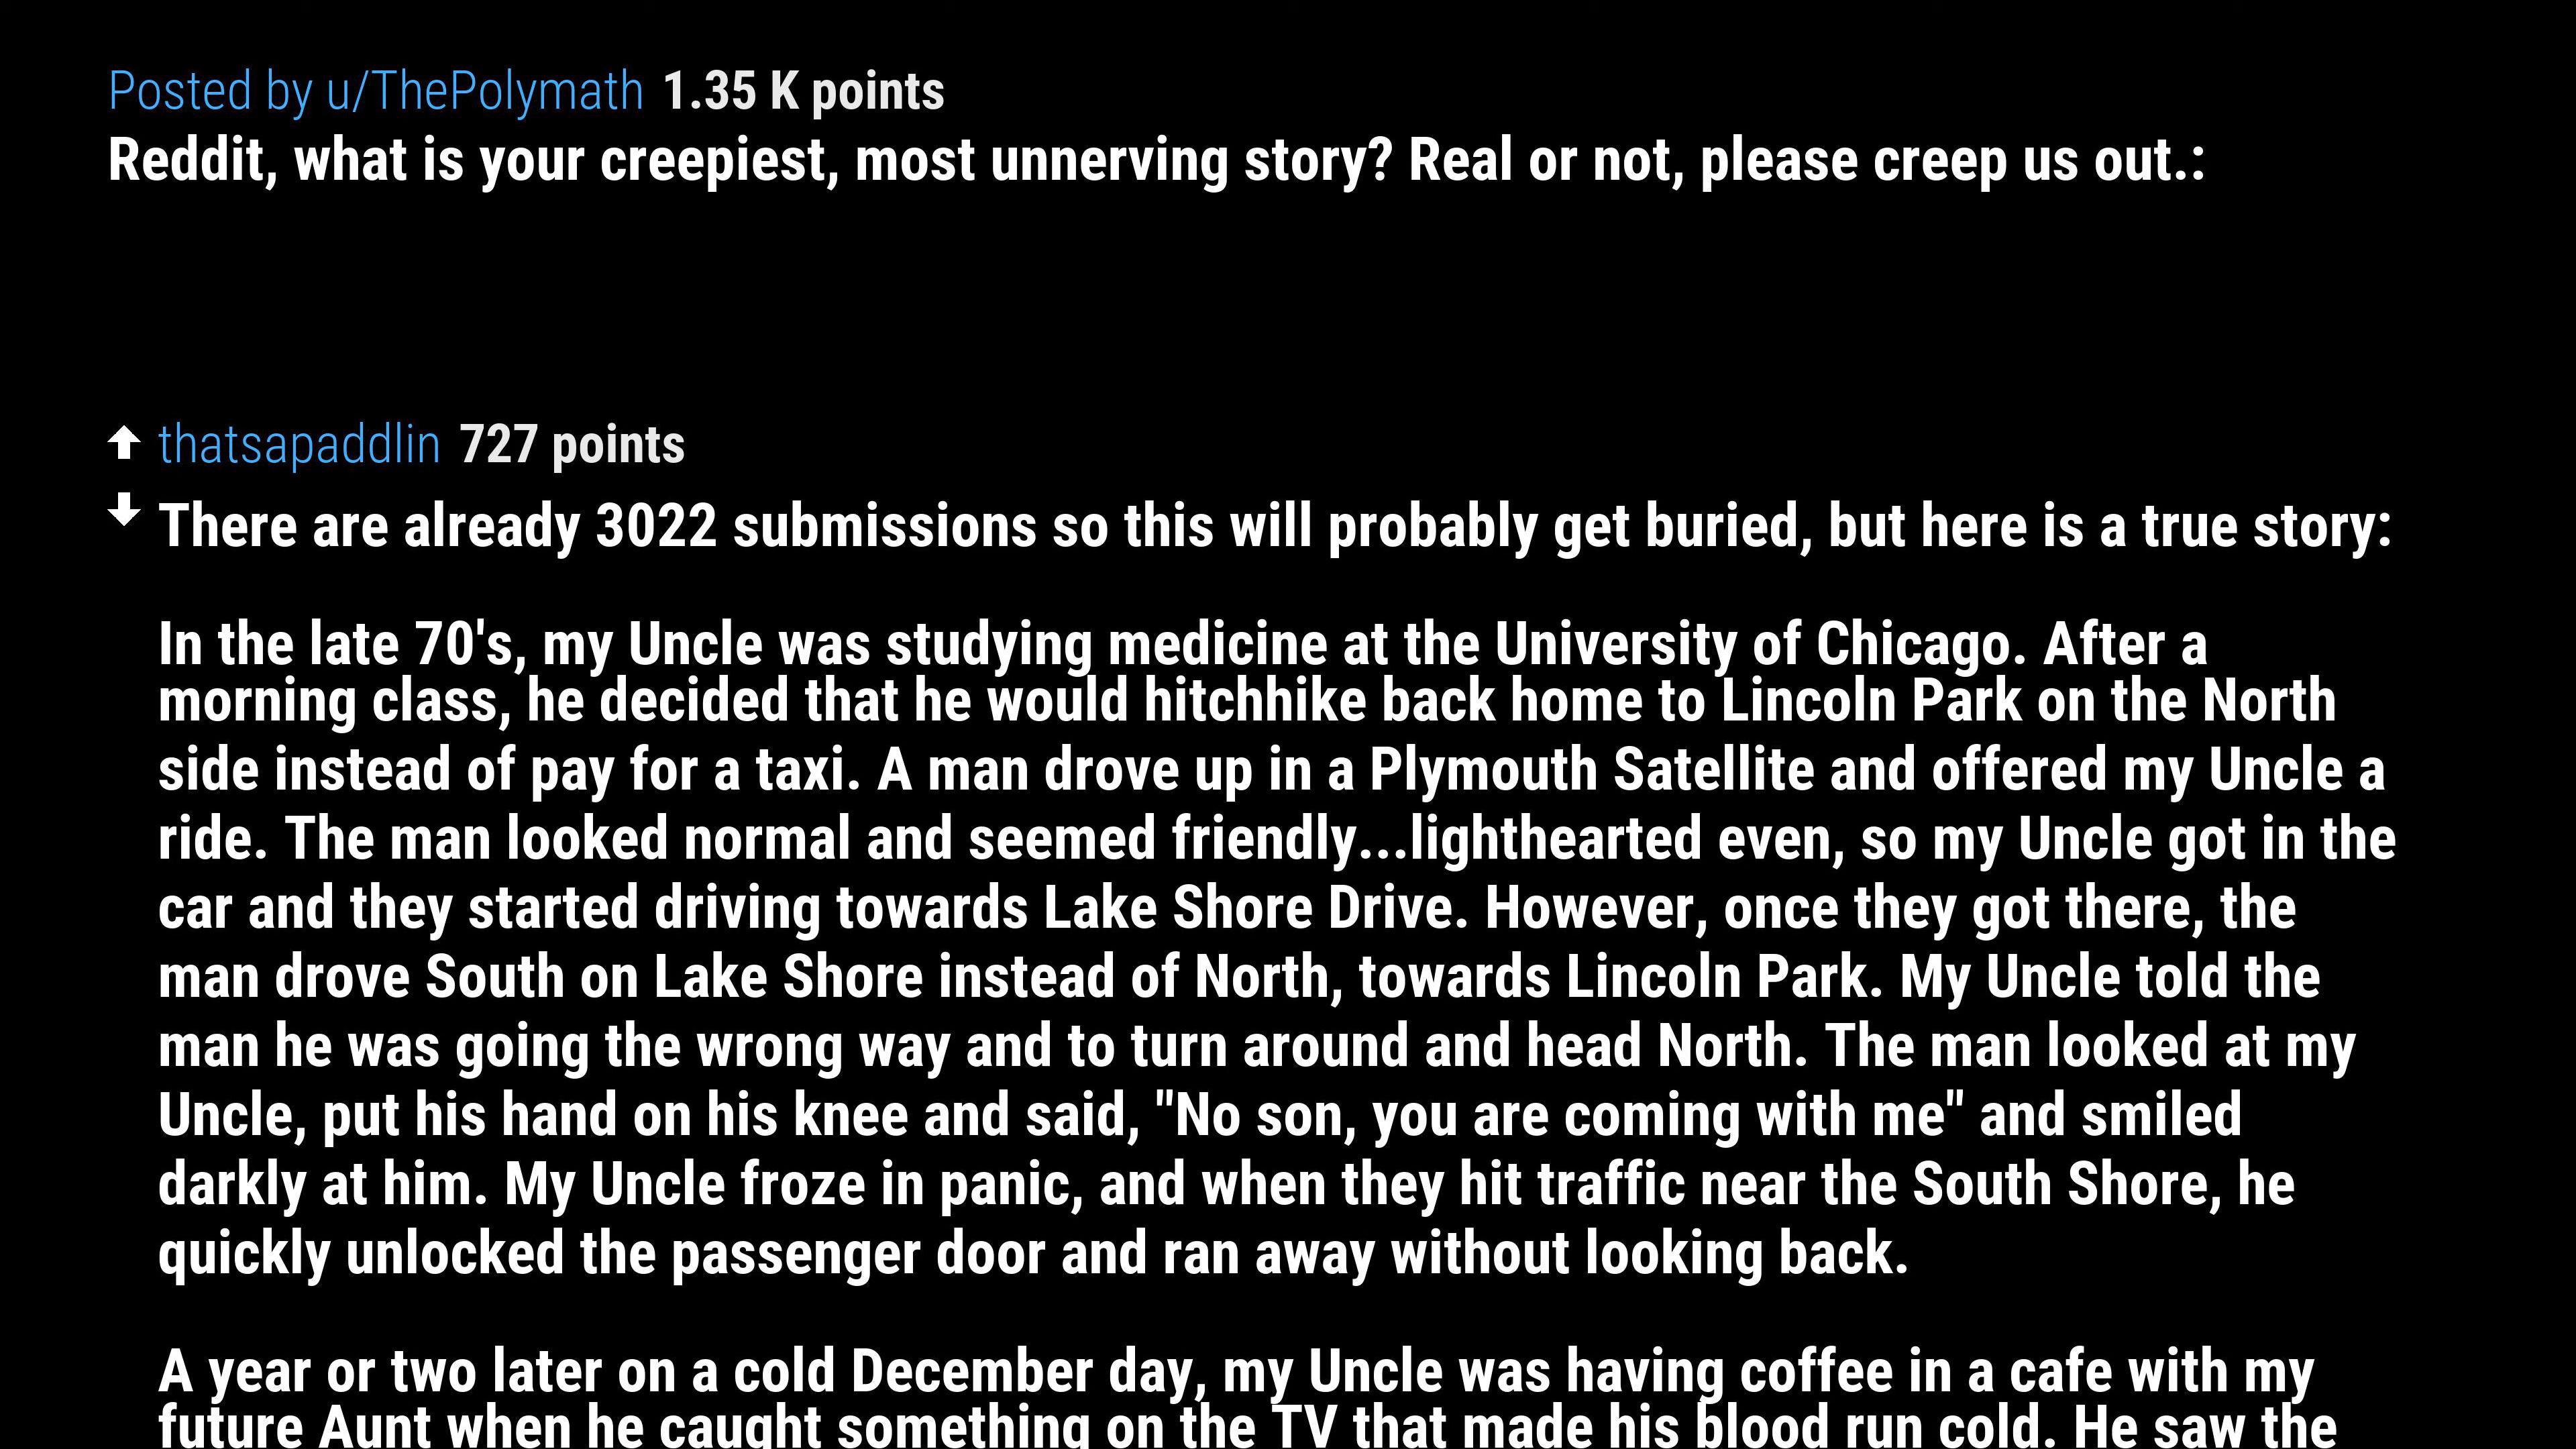 Posted by u/ThePolymath 1.35 K points
Reddit, what is your creepiest, most unnerving story? Real or not, please creep us out.:
thatsapaddlin 727 points
There are already 3022 submissions so this will probably get buried, but here is a true story:
In the late 70's, my Uncle was studying medicine at the University of Chicago. After a
morning class, he decided that he would hitchhike back home to Lincoln Park on the North
side instead of pay for a taxi. A man drove up in a Plymouth Satellite and offered my Uncle a
ride. The man looked normal and seemed friendly...lighthearted even, so my Uncle got in the
car and they started driving towards Lake Shore Drive. However, once they got there, the
man drove South on Lake Shore instead of North, towards Lincoln Park. My Uncle told the
man he was going the wrong way and to turn around and head North. The man looked at my
Uncle, put his hand on his knee and said, "No son, you are coming with me" and smiled
darkly at him. My Uncle froze in panic, and when they hit traffic near the South Shore, he
quickly unlocked the passenger door and ran away without looking back.
A year or two later on a cold December day, my Uncle was having coffee in a cafe with my
future Aunt when he caught something on the TV that made his blood run cold. He saw the